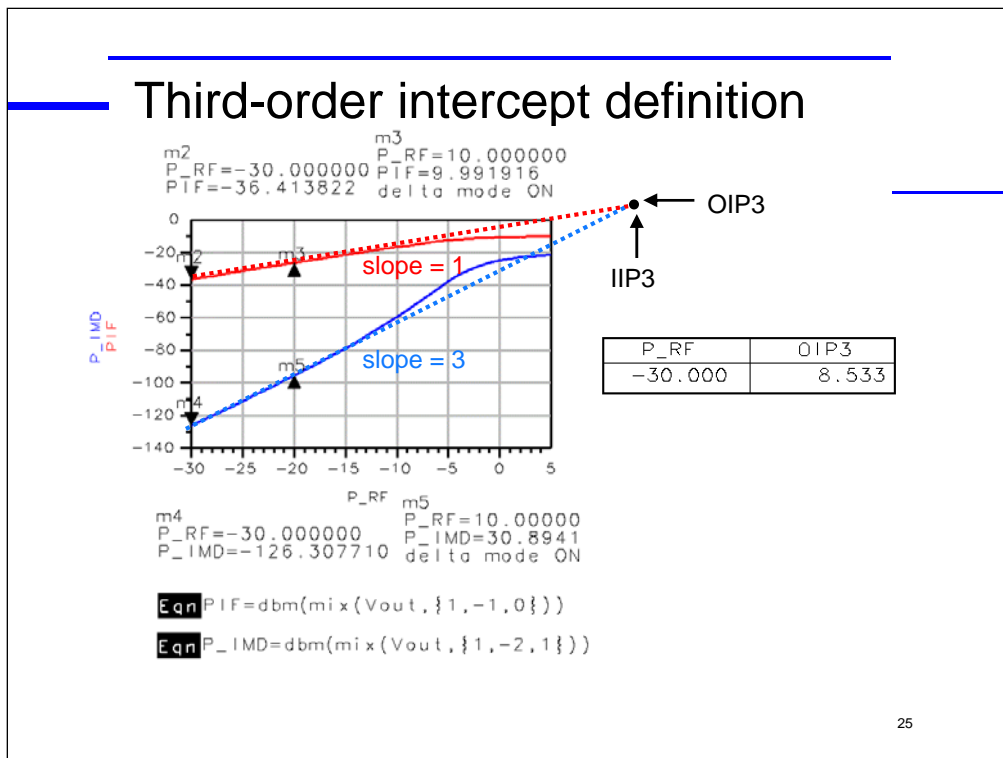 Third-order intercept definition
m2
P_RF=-30.000000
PIF=-36.413822
m3
P_RF=10.000000
PIF=9.991916
delta mode ON
OIP3
IIP3
0
-20
-40
-60
-80
-100
-120
-140
P_IMD
PIF
m2
m3
slope = 1
m5
slope = 3
m4
-30 -25 -20 -15 -10 -5 0 5
P_RF
P_RF OIP3
-30.000 8.533
m4
P_RF=-30.000000
P_IMD=-126.307710
m5
P_RF=10.00000
P_IMD=30.8941
delta mode ON
Eqn PIF=dbm(mix(Vout,{1,-1,0}))
Eqn P_IMD=dbm(mix(Vout,{1,-2,1}))
25